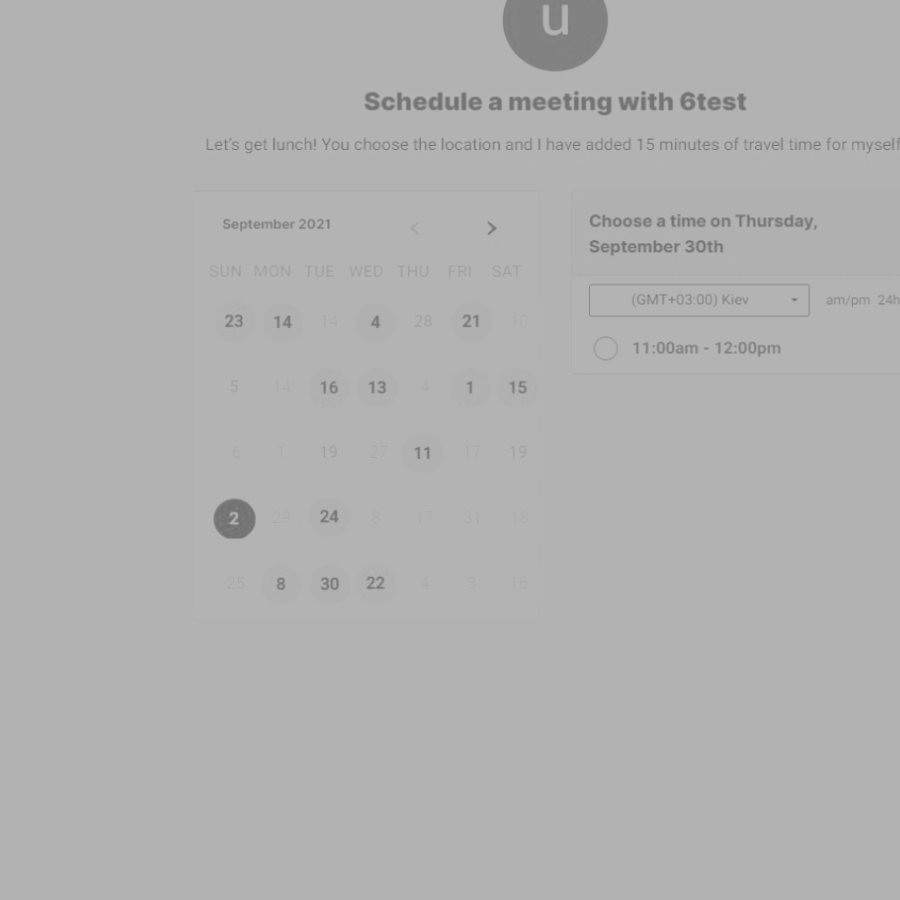 u
Schedule a meeting with 6test
Let's get lunch! You choose the location and I have added 15 minutes of travel time for myself
September 2021
SUN MON TUE WED THU FRI SAT
23 14 14 4 28 21 10
5 14 16 13 4 1 15
6 1 19 27 11 17 19
2 29 24 8 17 31 18
25 8 30 22 4 3 16
Choose a time on Thursday,
September 30th
(GMT+03:00) Kiev am/pm 24h
11:00am - 12:00pm